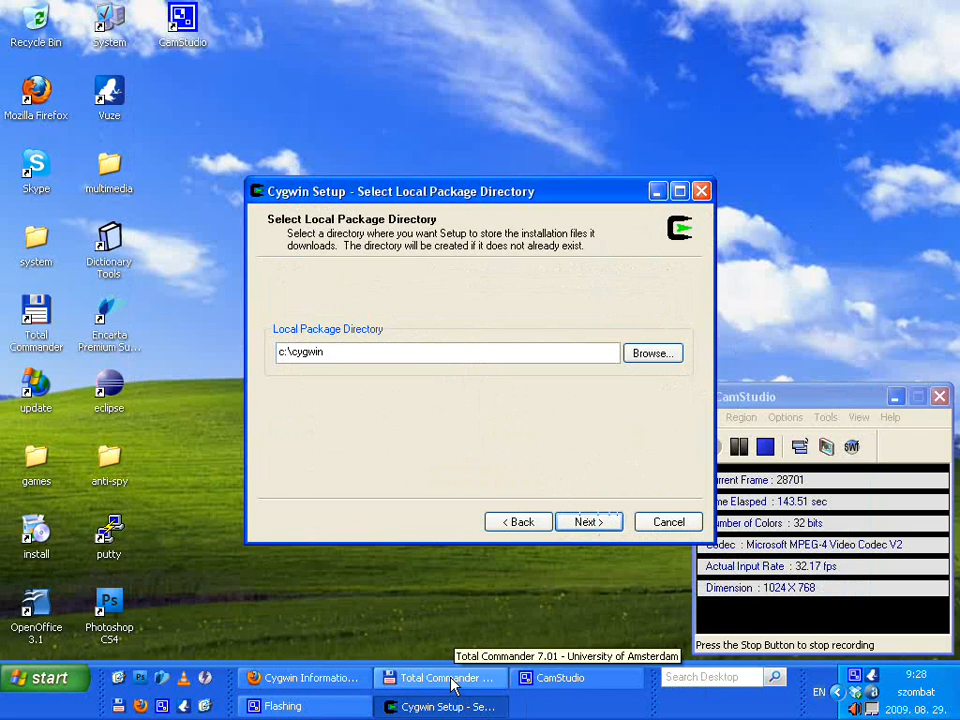 Recycle Bin
System
CamStudio
Mozilla Firefox
Vuze
Skype
multimedia
system
Dictionary
Tools
Total
Commander
Encarta
Premium Su...
update
eclipse
games
anti-spy
install
putty
OpenOffice
3.1
Photoshop
CS4
Cygwin Setup - Select Local Package Directory
Select Local Package Directory
Select a directory where you want Setup to store the installation files it
downloads. The directory will be created if it does not already exist.
Local Package Directory
c:\cygwin
Browse...
< Back
Next >
Cancel
CamStudio
Region Options Tools View Help
SWF
urrent Frame : 28701
me Elasped : 143.51 sec
umber of Colors : 32 bits
Codec : Microsoft MPEG-4 Video Codec V2
Actual Input Rate : 32.17 fps
Dimension : 1024 X 768
Press the Stop Button to stop recording
Total Commander 7.01 - University of Amsterdam
start
Cygwin Informatio...
Total Commander ...
CamStudio
Search Desktop
Flashing
Cygwin Setup - Se...
EN
9:28
szombat
2009. 08. 29.